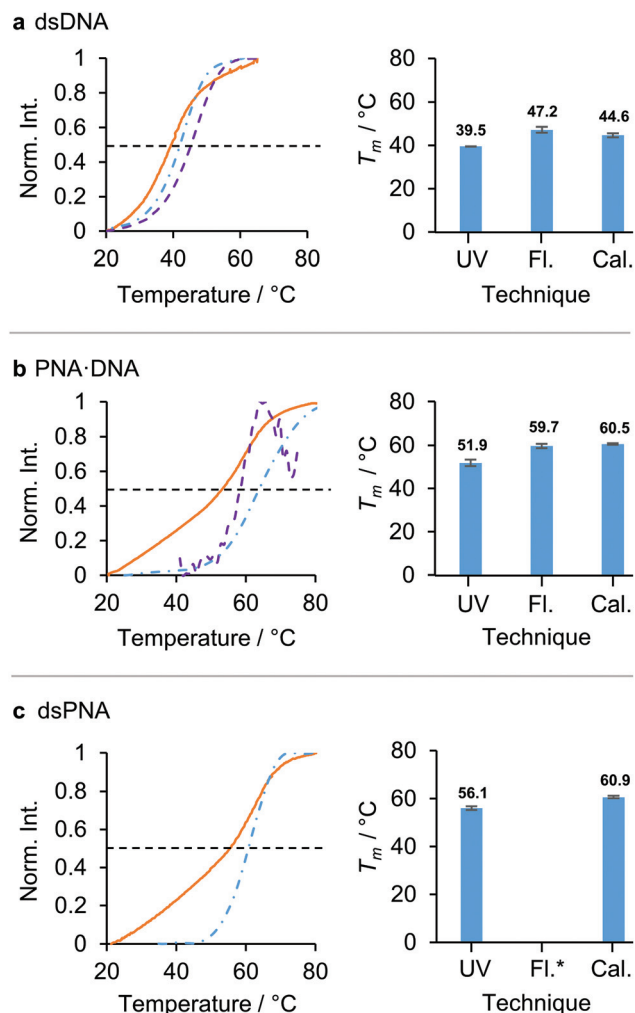 a dsDNA
Norm. Int.
1
0.8
0.6
0.4
0.2
0
20 40 60 80
Temperature / °C
Tm / °C
80
60
40
20
0
39.5 47.2 44.6
UV Fl. Cal.
Technique
b PNA·DNA
Norm. Int.
1
0.8
0.6
0.4
0.2
0
20 40 60 80
Temperature / °C
Tm / °C
80
60
40
20
0
51.9 59.7 60.5
UV Fl. Cal.
Technique
c dsPNA
Norm. Int.
1
0.8
0.6
0.4
0.2
0
20 40 60 80
Temperature / °C
Tm / °C
80
60
40
20
0
56.1 60.9
UV Fl.* Cal.
Technique